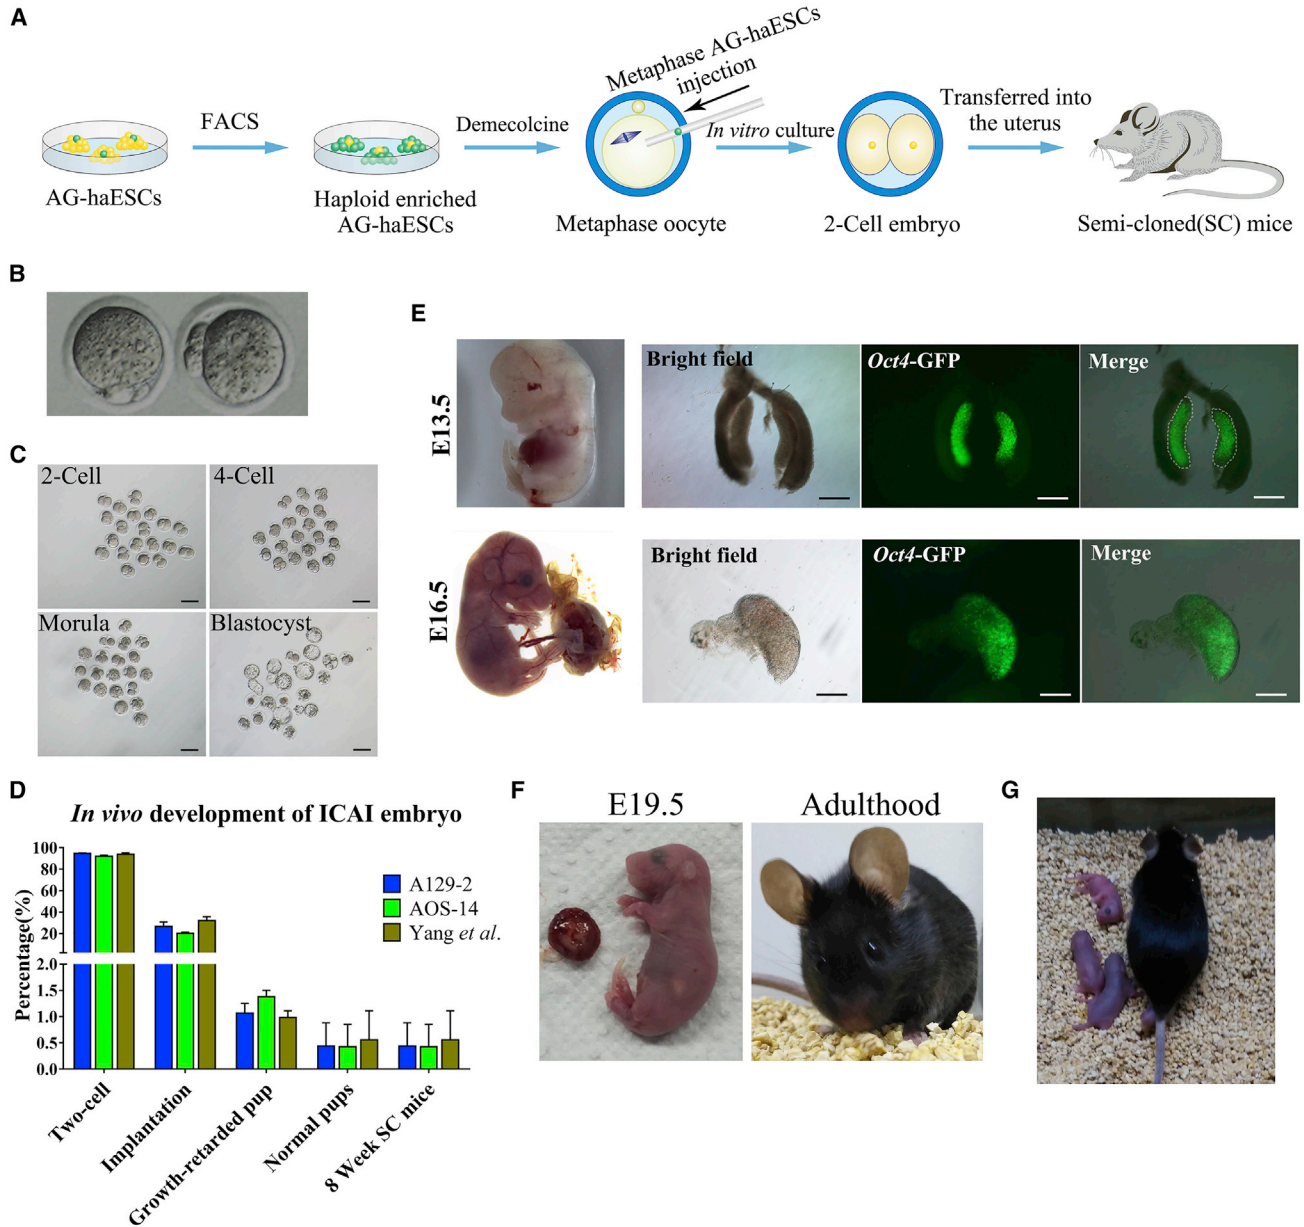 A
FACS
Demecolcine
Metaphase AG-haESCs
injection
In vitro culture
Transferred into
the uterus
AG-haESCs
Haploid enriched
AG-haESCs
Metaphase oocyte
2-Cell embryo
Semi-cloned(SC) mice
B
C
2-Cell
4-Cell
Morula
Blastocyst
E
E13.5
Bright field
Oct4-GFP
Merge
E16.5
Bright field
Oct4-GFP
Merge
D
In vivo development of ICAI embryo
Percentage(%)
100
80
60
40
20
2.0
1.5
1.0
0.5
0.0
A129-2
AOS-14
Yang et al.
Two-cell
Implantation
Growth-retarded pup
Normal pups
8 Week SC mice
F
E19.5
Adulthood
G